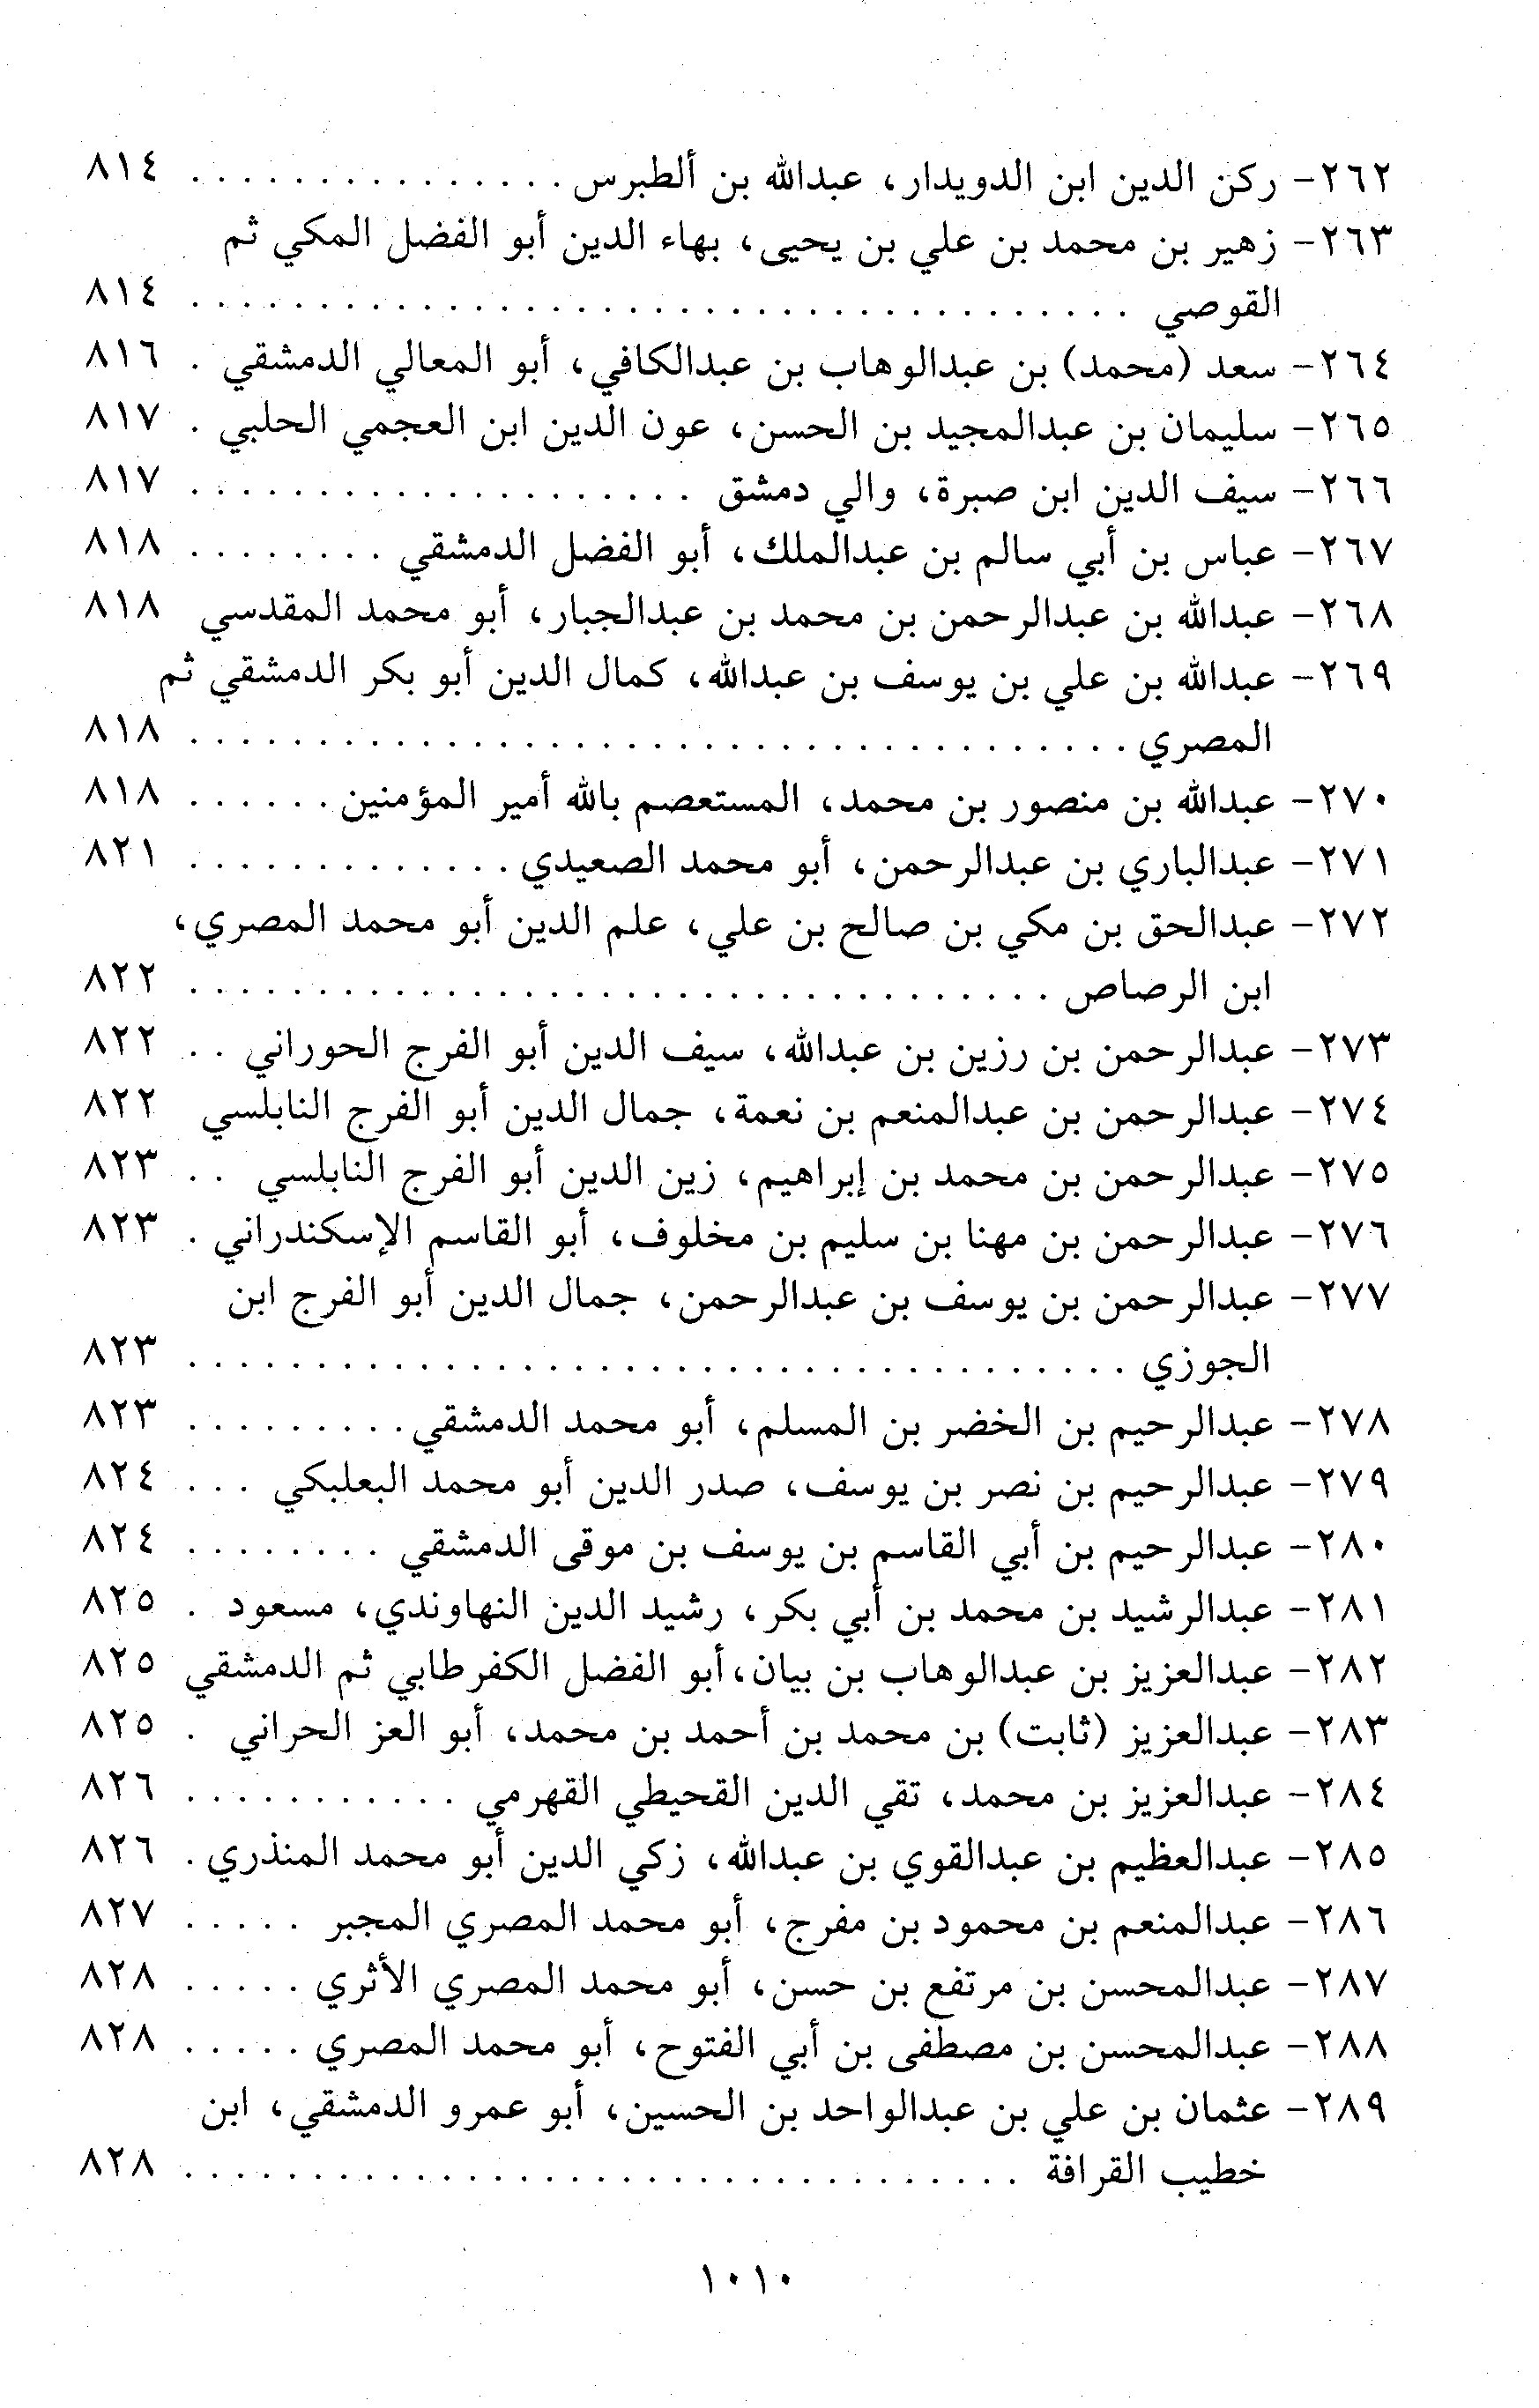 ٢٦٢- ركن الدين ابن الدويدار، عبدالله بن ألطبرس . . . . . . . . . . . . . . . ٨١٤
٢٦٣- زهير بن محمد بن علي بن يحيى، بهاء الدين أبو الفضل المكي ثم
القوصي . . . . . . . . . . . . . . . . . . . . . . . . . . . . . . . . . . . . . ٨١٤
٢٦٤- سعد (محمد) بن عبدالوهاب بن عبدالكافي، أبو المعالي الدمشقي . ٨١٦
٢٦٥- سليمان بن عبدالمجيد بن الحسن، عون الدين ابن العجمي الحلبي . ٨١٧
٢٦٦- سيف الدين ابن صبرة، والي دمشق . . . . . . . . . . . . . . . . . . . . ٨١٧
٢٦٧- عباس بن أبي سالم بن عبدالملك، أبو الفضل الدمشقي . . . . . . . . ٨١٨
٢٦٨- عبدالله بن عبدالرحمن بن محمد بن عبدالجبار، أبو محمد المقدسي ٨١٨
٢٦٩- عبدالله بن علي بن يوسف بن عبدالله، كمال الدين أبو بكر الدمشقي ثم
المصري . . . . . . . . . . . . . . . . . . . . . . . . . . . . . . . . . . . . . ٨١٨
٢٧٠- عبدالله بن منصور بن محمد، المستعصم بالله أمير المؤمنين . . . . . . ٨١٨
٢٧١- عبدالباري بن عبدالرحمن، أبو محمد الصعيدي . . . . . . . . . . . . . ٨٢١
٢٧٢- عبدالحق بن مكي بن صالح بن علي، علم الدين أبو محمد المصري،
ابن الرصاص . . . . . . . . . . . . . . . . . . . . . . . . . . . . . . . . . . ٨٢٢
٢٧٣- عبدالرحمن بن رزين بن عبدالله، سيف الدين أبو الفرج الحوراني . . ٨٢٢
٢٧٤- عبدالرحمن بن عبدالمنعم بن نعمة، جمال الدين أبو الفرج النابلسي ٨٢٢
٢٧٥- عبدالرحمن بن محمد بن إبراهيم، زين الدين أبو الفرج النابلسي . . ٨٢٣
٢٧٦- عبدالرحمن بن مهنا بن سليم بن مخلوف، أبو القاسم الإسكندراني . ٨٢٣
٢٧٧- عبدالرحمن بن يوسف بن عبدالرحمن، جمال الدين أبو الفرج ابن
الجوزي . . . . . . . . . . . . . . . . . . . . . . . . . . . . . . . . . . . . . ٨٢٣
٢٧٨- عبدالرحيم بن الخضر بن المسلم، أبو محمد الدمشقي . . . . . . . . . ٨٢٣
٢٧٩- عبدالرحيم بن نصر بن يوسف، صدر الدين أبو محمد البعلبكي . . . ٨٢٤
٢٨٠- عبدالرحيم بن أبي القاسم بن يوسف بن موقى الدمشقي . . . . . . . . ٨٢٤
٢٨١- عبدالرشيد بن محمد بن أبي بكر، رشيد الدين النهاوندي، مسعود . ٨٢٥
٢٨٢- عبدالعزيز بن عبدالوهاب بن بيان، أبو الفضل الكفرطابي ثم الدمشقي ٨٢٥
٢٨٣- عبدالعزيز (ثابت) بن محمد بن أحمد بن محمد، أبو العز الحراني . ٨٢٥
٢٨٤- عبدالعزيز بن محمد، تقي الدين القحيطي القهرمي . . . . . . . . . . . ٨٢٦
٢٨٥- عبدالعظيم بن عبدالقوي بن عبدالله، زكي الدين أبو محمد المنذري . ٨٢٦
٢٨٦- عبدالمنعم بن محمود بن مفرج، أبو محمد المصري المجبر . . . . . ٨٢٧
٢٨٧- عبدالمحسن بن مرتفع بن حسن، أبو محمد المصري الأثري . . . . . ٨٢٨
٢٨٨- عبدالمحسن بن مصطفى بن أبي الفتوح، أبو محمد المصري . . . . . ٨٢٨
٢٨٩- عثمان بن علي بن عبدالواحد بن الحسين، أبو عمرو الدمشقي، ابن
خطيب القرافة . . . . . . . . . . . . . . . . . . . . . . . . . . . . . . . . . ٨٢٨
١٠١٠